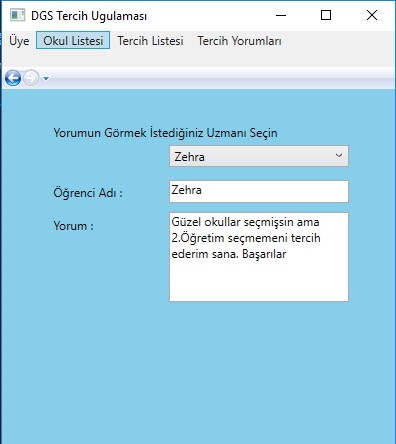 DGS Tercih Ugulaması
Üye Okul Listesi Tercih Listesi Tercih Yorumları
Yorumun Görmek İstediğiniz Uzmanı Seçin
Zehra
Öğrenci Adı : Zehra
Yorum : Güzel okullar seçmişsin ama
2.Öğretim seçmemeni tercih
ederim sana. Başarılar